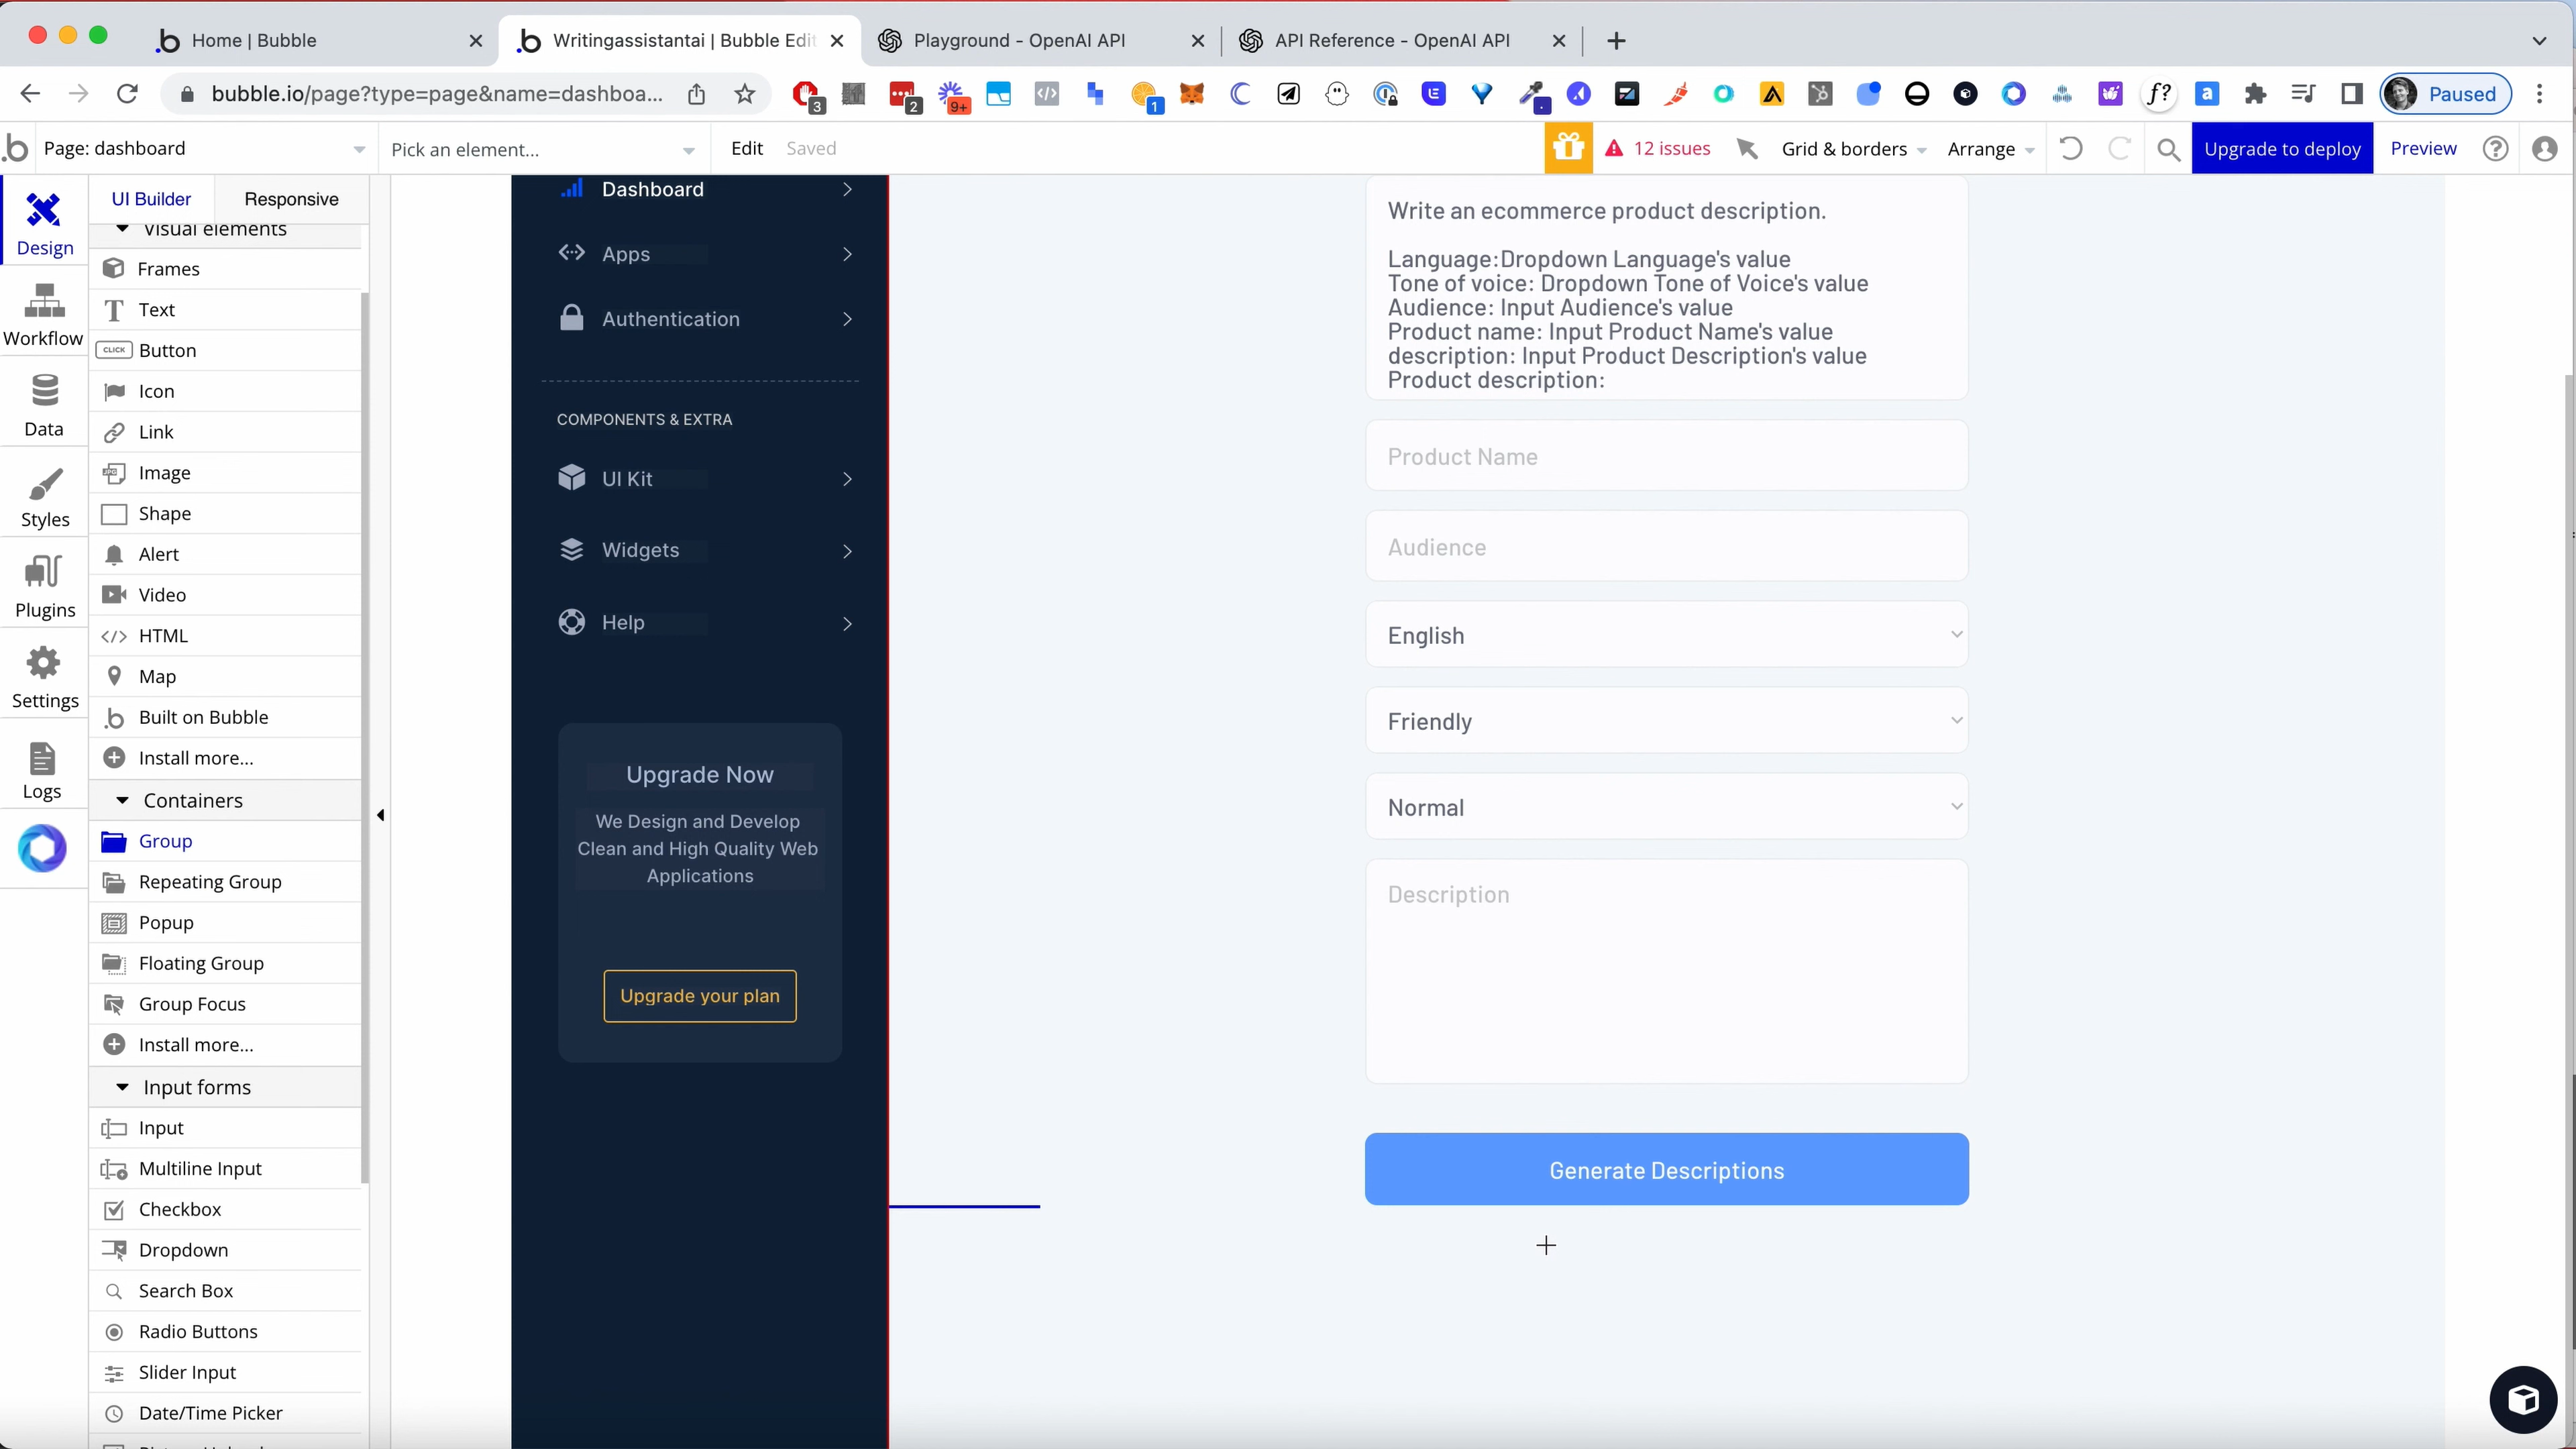 Home | Bubble
Writingassistantai | Bubble Edit
Playground - OpenAI API
API Reference - OpenAI API
bubble.io/page?type=page&name=dashboa...
3
2
9+
1
f?
a
Paused
Page: dashboard
Pick an element...
Edit
Saved
12 issues
Grid & borders
Arrange
Upgrade to deploy
Preview
Design
Workflow
Data
Styles
Plugins
Settings
Logs
UI Builder
Responsive
Visual elements
Frames
Text
CLICK
Button
Icon
Link
Image
Shape
Alert
Video
HTML
Map
Built on Bubble
Install more...
Containers
Group
Repeating Group
Popup
Floating Group
Group Focus
Install more...
Input forms
Input
Multiline Input
Checkbox
Dropdown
Search Box
Radio Buttons
Slider Input
Date/Time Picker
Dashboard
Apps
Authentication
COMPONENTS & EXTRA
UI Kit
Widgets
Help
Upgrade Now
We Design and Develop
Clean and High Quality Web
Applications
Upgrade your plan
Write an ecommerce product description.
Language:Dropdown Language's value
Tone of voice: Dropdown Tone of Voice's value
Audience: Input Audience's value
Product name: Input Product Name's value
description: Input Product Description's value
Product description:
Product Name
Audience
English
Friendly
Normal
Description
Generate Descriptions